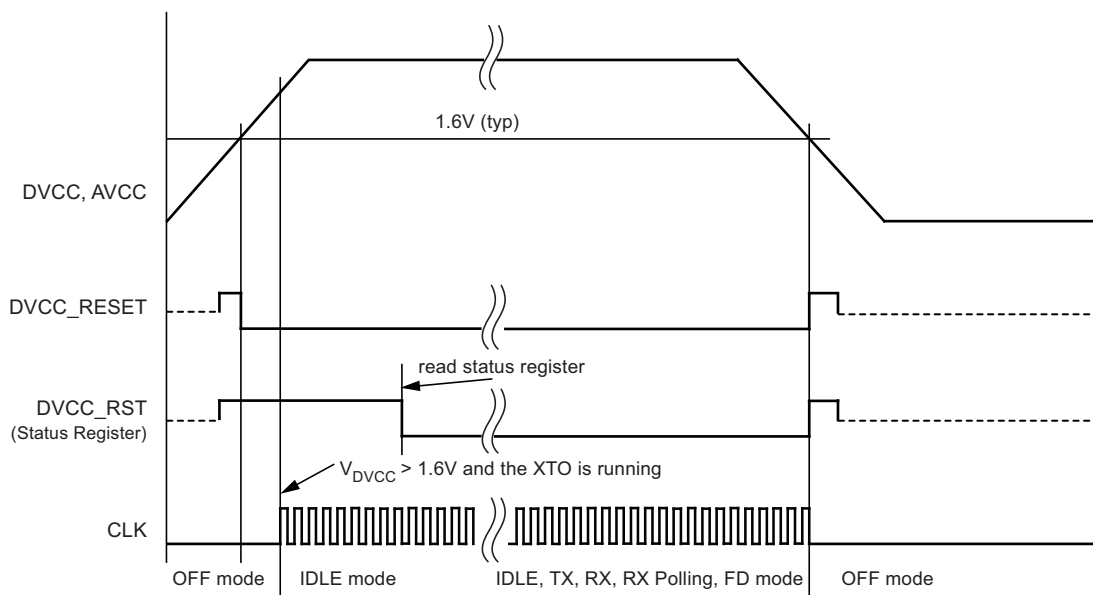 1.6V (typ)
DVCC, AVCC
DVCC_RESET
read status register
DVCC_RST
(Status Register)
VDVCC > 1.6V and the XTO is running
CLK
OFF mode
IDLE mode
IDLE, TX, RX, RX Polling, FD mode
OFF mode